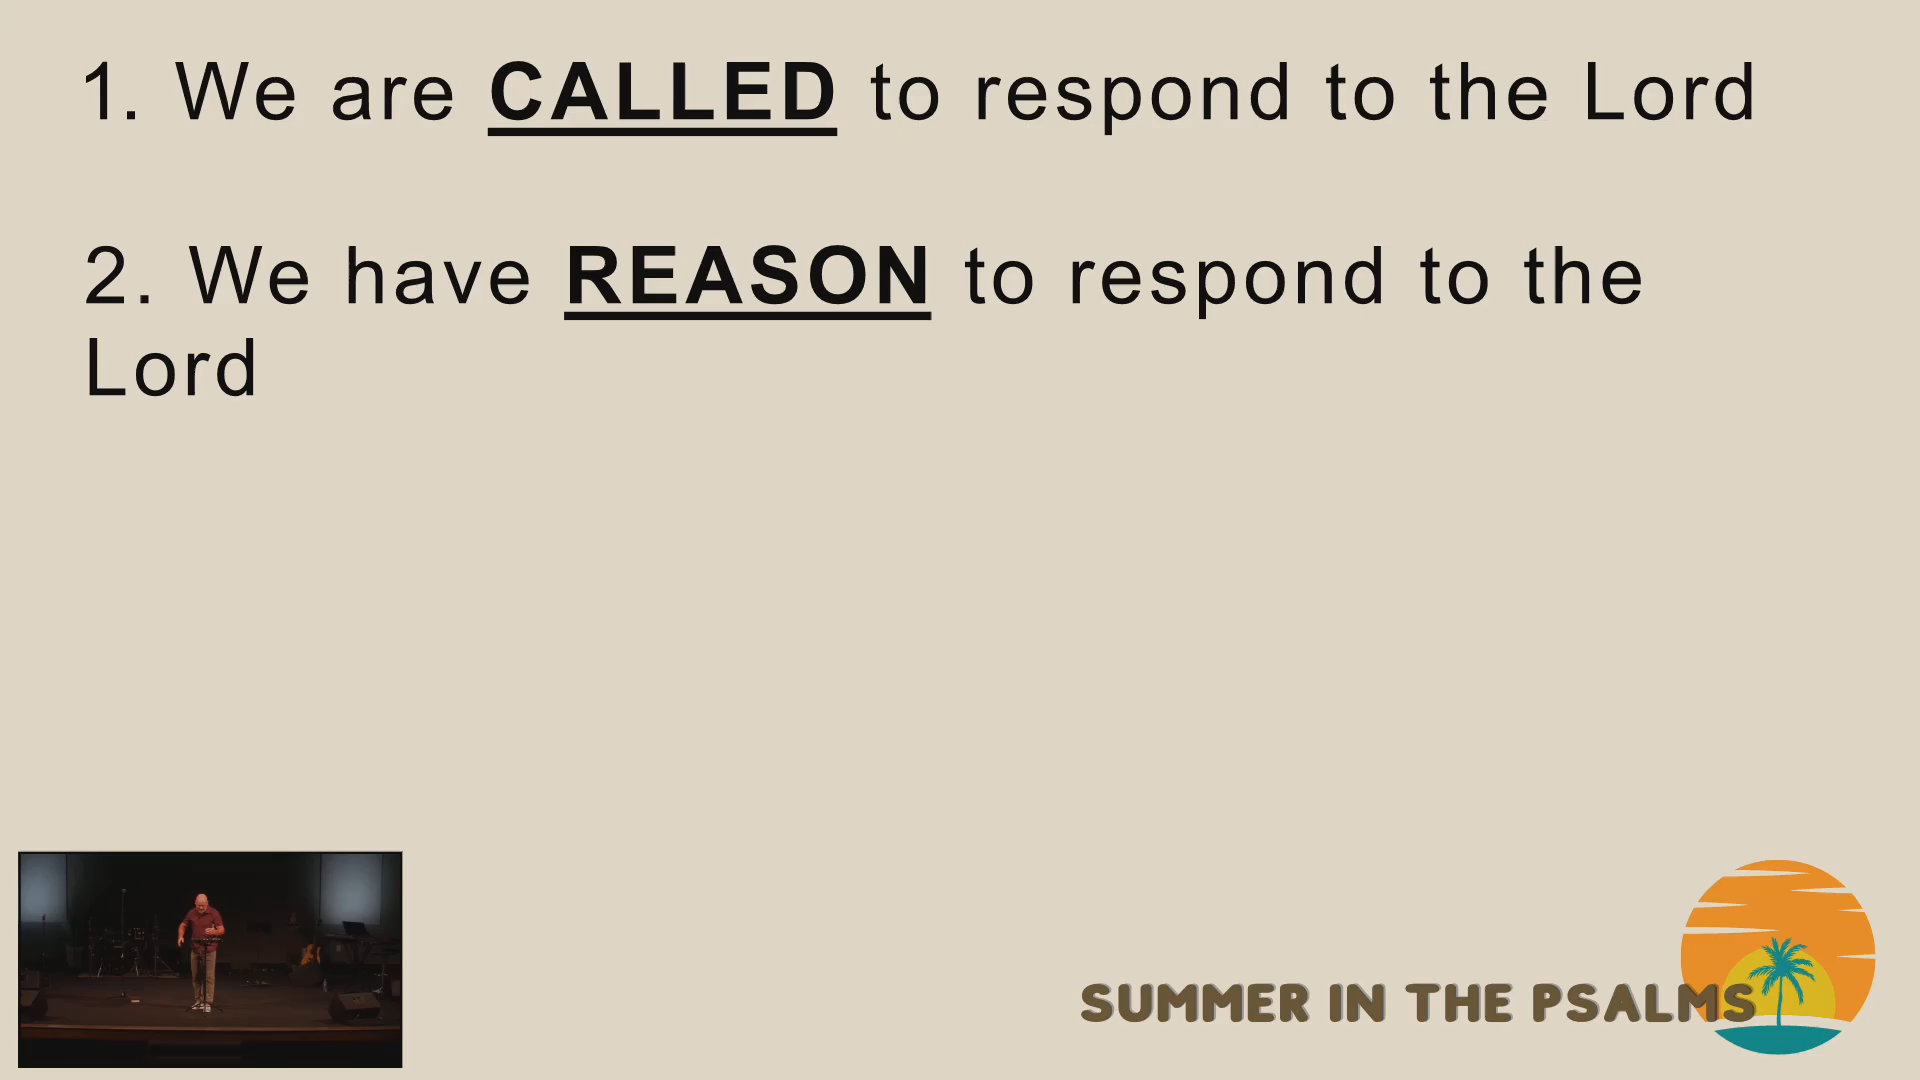 1. We are CALLED to respond to the Lord
2. We have REASON to respond to the
Lord
SUMMER IN THE PSALMS